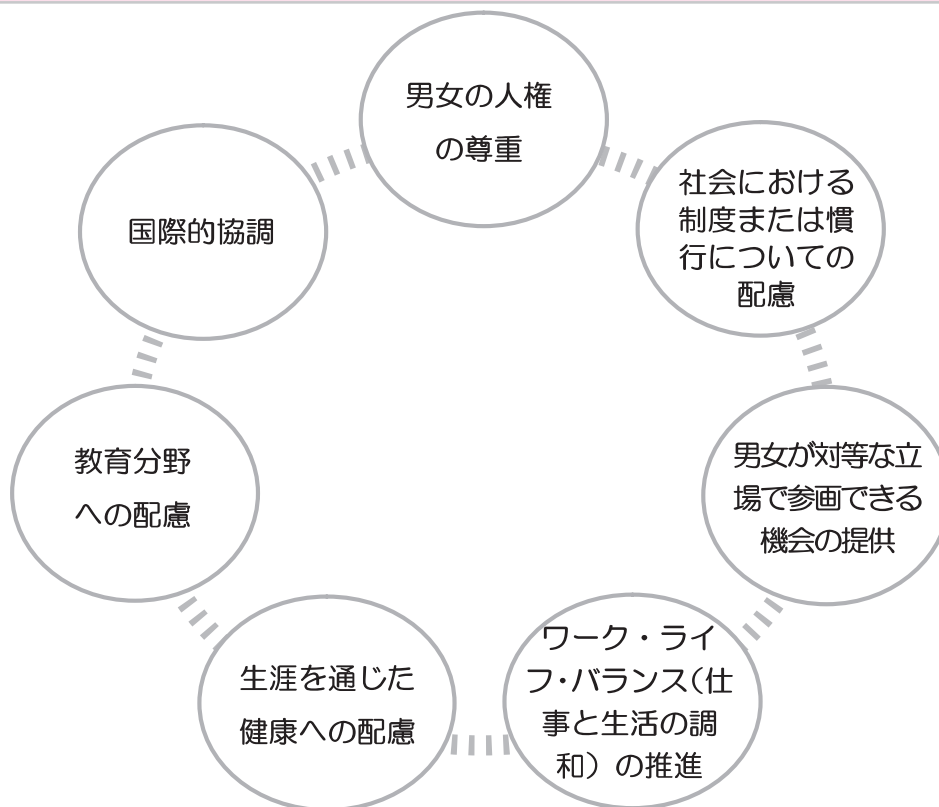 男女の人権
の尊重
社会における
制度または慣
行についての
配慮
男女が対等な立
場で参画できる
機会の提供
ワーク・ライ
フ・バランス(仕
事と生活の調
和)の推進
生涯を通じた
健康への配慮
教育分野
への配慮
国際的協調